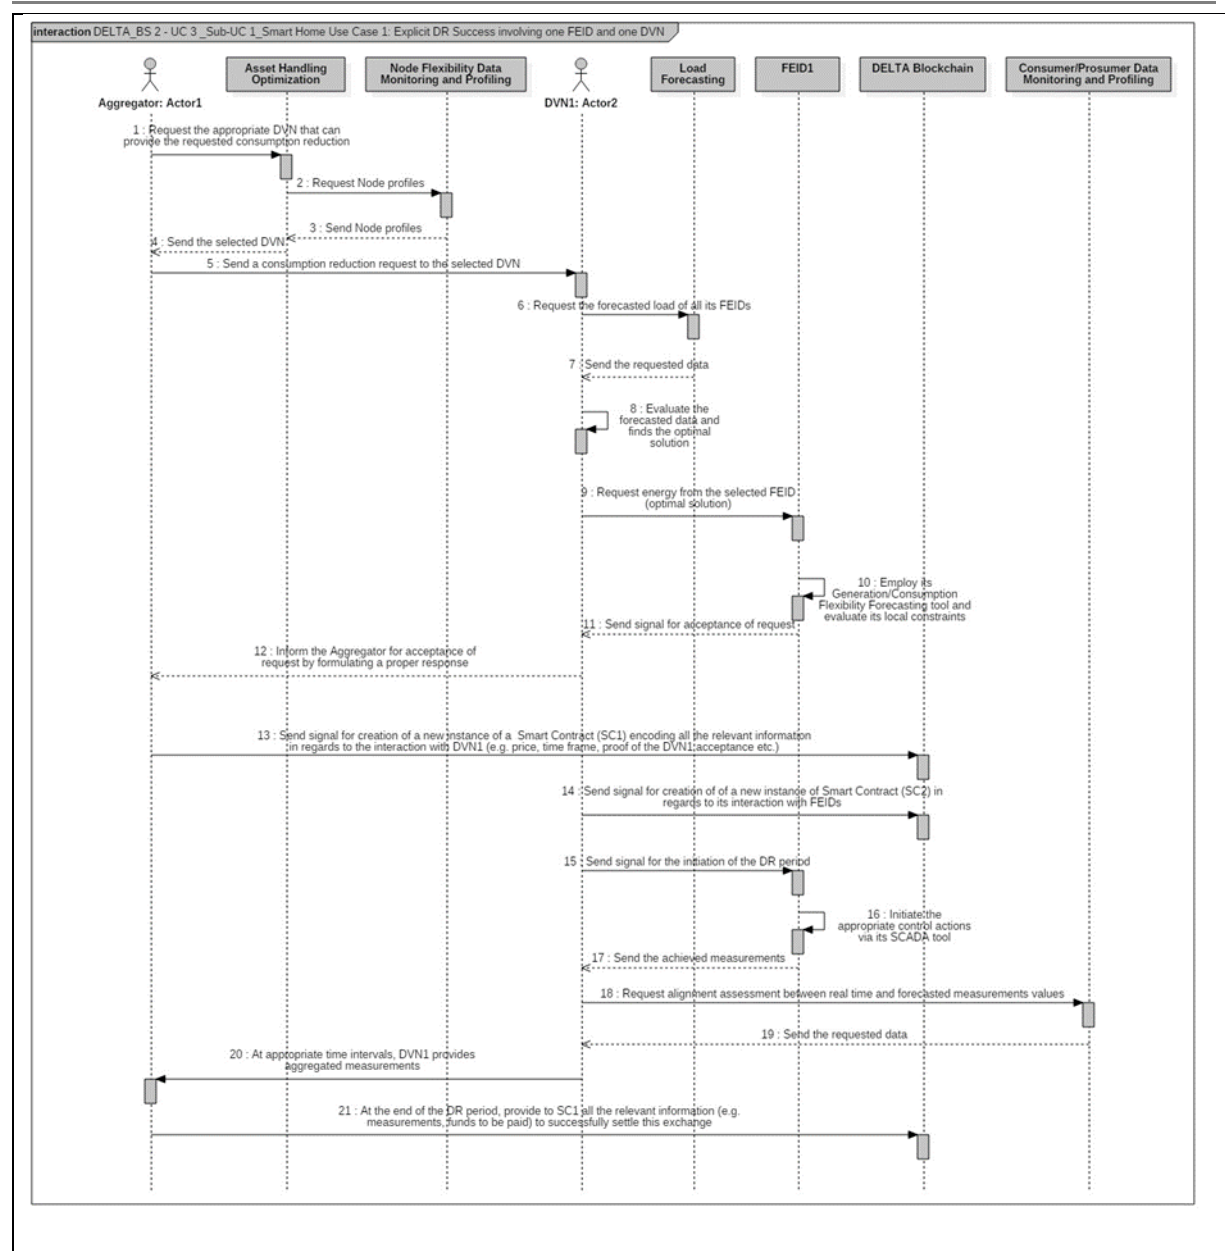 interaction DELTA_BS 2 - UC 3 _Sub-UC 1_Smart Home Use Case 1: Explicit DR Success involving one FEID and one DVN
Aggregator: Actor1
Asset Handling
Optimization
Node Flexibility Data
Monitoring and Profiling
DVN1: Actor2
Load
Forecasting
FEID1
DELTA Blockchain
Consumer/Prosumer Data
Monitoring and Profiling
1 : Request the appropriate DVN that can
provide the requested consumption reduction
2 : Request Node profiles
3 : Send Node profiles
4 : Send the selected DVN
5 : Send a consumption reduction request to the selected DVN
6 : Request the forecasted load of all its FEIDs
7 : Send the requested data
8 : Evaluate the
forecasted data and
finds the optimal
solution
9 : Request energy from the selected FEID
(optimal solution)
10 : Employ its
Generation/Consumption
Flexibility Forecasting tool and
evaluate its local constraints
11 : Send signal for acceptance of request
12 : Inform the Aggregator for acceptance of
request by formulating a proper response
13 : Send signal for creation of a new instance of a Smart Contract (SC1) encoding all the relevant information
in regards to the interaction with DVN1 (e.g. price, time frame, proof of the DVN1 acceptance etc.)
14 : Send signal for creation of of a new instance of Smart Contract (SC2) in
regards to its interaction with FEIDs
15 : Send signal for the initiation of the DR period
16 : Initiate the
appropriate control actions
via its SCADA tool
17 : Send the achieved measurements
18 : Request alignment assessment between real time and forecasted measurements values
19 : Send the requested data
20 : At appropriate time intervals, DVN1 provides
aggregated measurements
21 : At the end of the DR period, provide to SC1 all the relevant information (e.g.
measurements, funds to be paid) to successfully settle this exchange